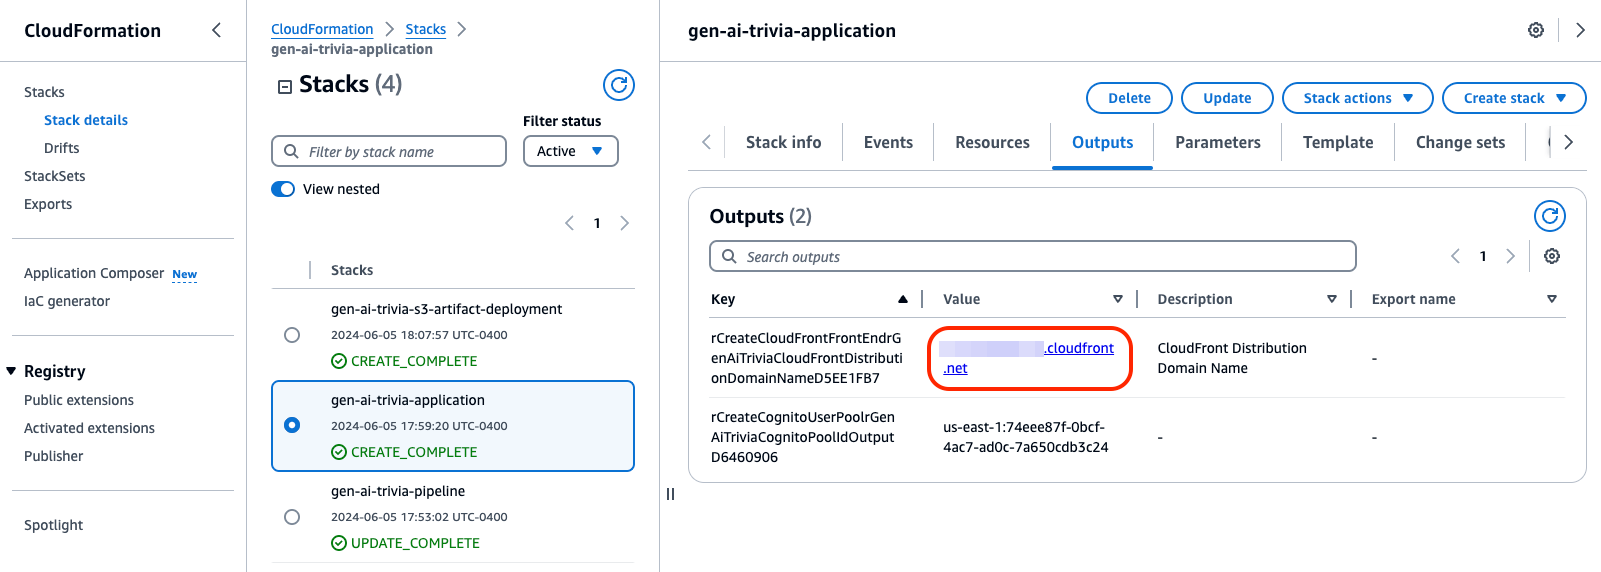 CloudFormation
Stacks
Stack details
Drifts
StackSets
Exports
Application Composer New
IaC generator
Registry
Public extensions
Activated extensions
Publisher
Spotlight
CloudFormation > Stacks >
gen-ai-trivia-application
Stacks (4)
Filter status
Filter by stack name
Active
View nested
1
Stacks
gen-ai-trivia-s3-artifact-deployment
2024-06-05 18:07:57 UTC-0400
CREATE_COMPLETE
gen-ai-trivia-application
2024-06-05 17:59:20 UTC-0400
CREATE_COMPLETE
gen-ai-trivia-pipeline
2024-06-05 17:53:02 UTC-0400
UPDATE_COMPLETE
gen-ai-trivia-application
Delete
Update
Stack actions
Create stack
Stack info
Events
Resources
Outputs
Parameters
Template
Change sets
Outputs (2)
Search outputs
1
Key
Value
Description
Export name
rCreateCloudFrontFrontEndrG
enAiTriviaCloudFrontDistributi
onDomainNameD5EE1FB7
.cloudfront
.net
CloudFront Distribution
Domain Name
-
rCreateCognitoUserPoolrGen
AiTriviaCognitoPoolIdOutput
D6460906
us-east-1:74eee87f-0bcf-
4ac7-ad0c-7a650cdb3c24
-
-